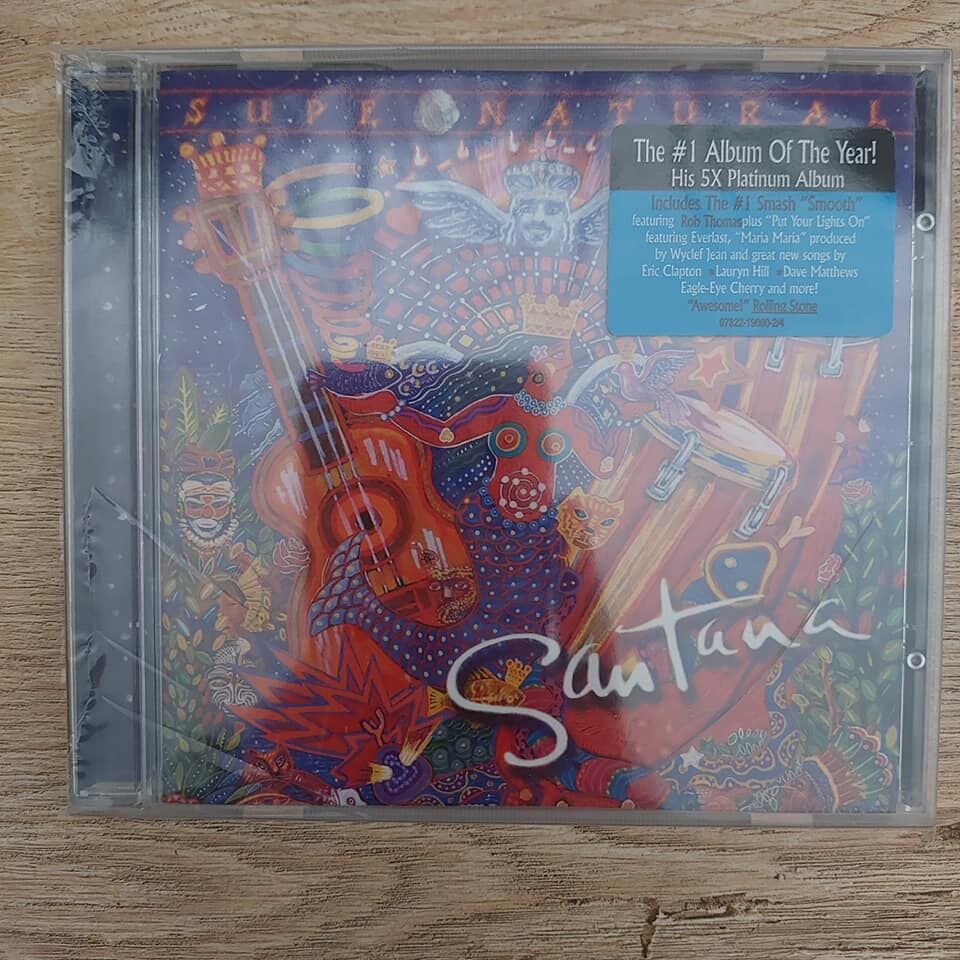 SUPE NATURAL
The #1 Album Of The Year!
His 5X Platinum Album
Includes The #1 Smash "Smooth"
featuring Rob Thomas plus "Put Your Lights On"
featuring Everlast, "Maria Maria" produced
by Wyclef Jean and great new songs by
Eric Clapton •Lauryn Hill •Dave Matthews
Eagle-Eye Cherry and more!
"Awesome!" Rolling Stone
07822-19080-2/4
Santana